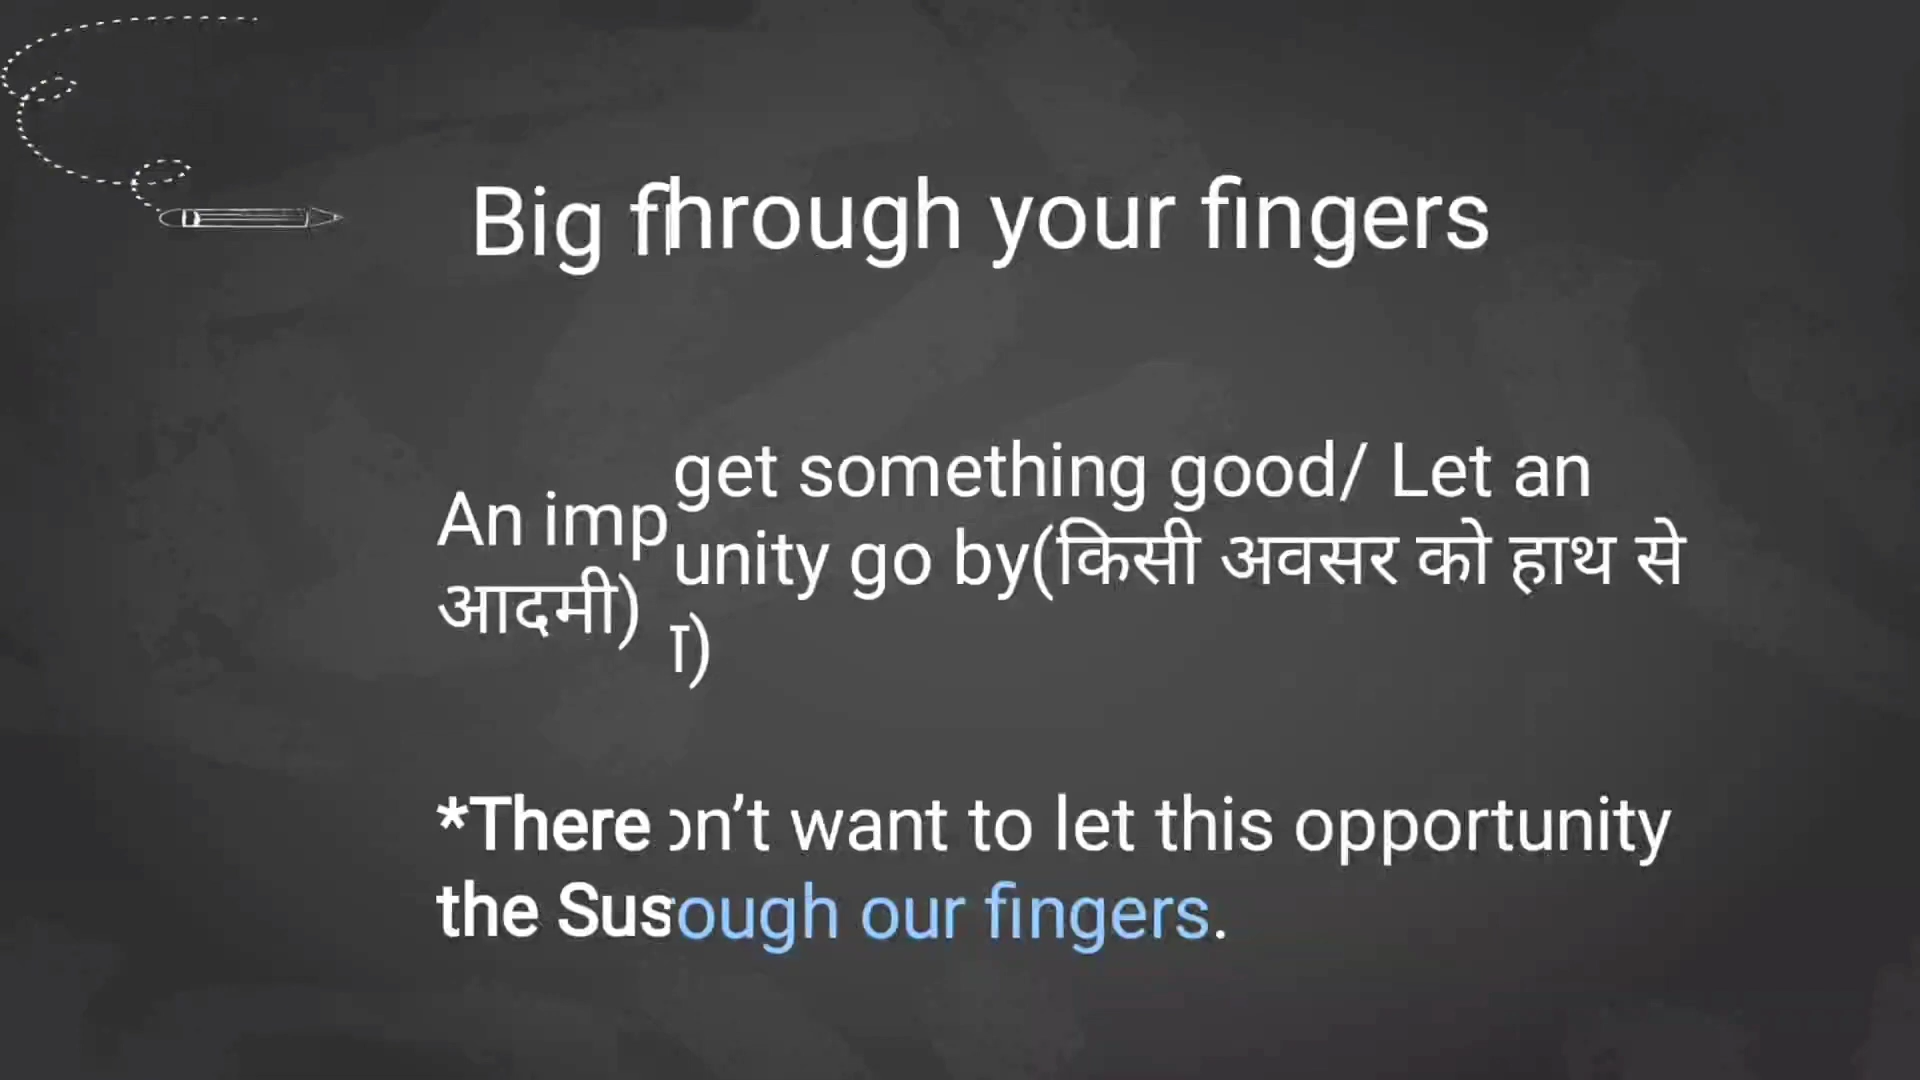 Big fhrough your fingers
get something good/ Let an
An imp
unity go by(किसी अवसर को हाथ से
आदमी)
ा)
*There on’t want to let this opportunity
the Susough our fingers.